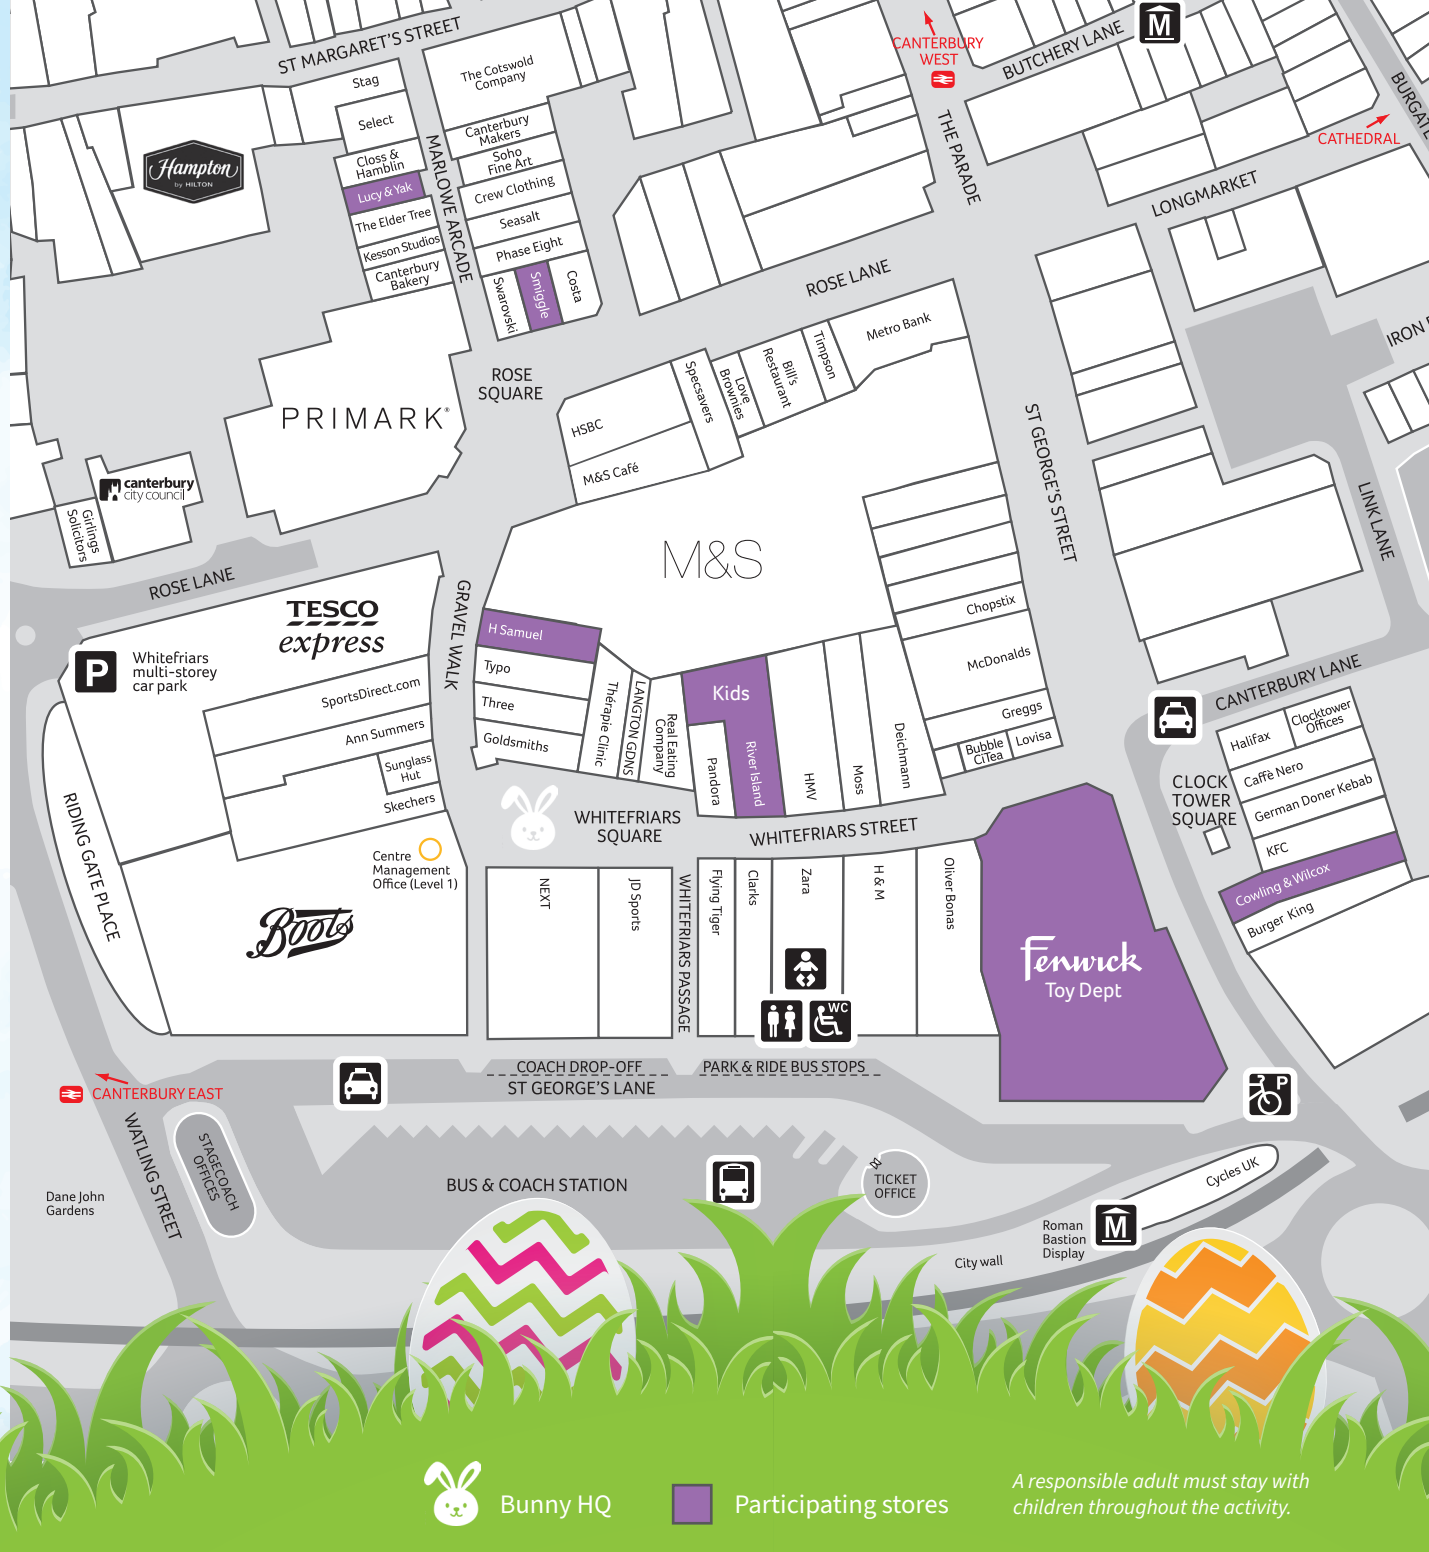 ST MARGARET'S STREET
CANTERBURY
WEST
BUTCHERY LANE
M
BURGATE
CATHEDRAL
THE PARADE
LONGMARKET
Stag
Select
Closs &
Hamblin
Lucy & Yak
The Elder Tree
Kesson Studios
Canterbury
Bakery
Hampton
by HILTON
MARLOWE ARCADE
The Cotswold
Company
Canterbury
Makers
Soho
Fine Art
Crew Clothing
Seasalt
Phase Eight
Swarovski
Smiggle
Costa
ROSE LANE
Metro Bank
Timpson
Bill's
Restaurant
Love
Brownies
Specsavers
HSBC
M&S Café
ROSE
SQUARE
PRIMARK®
canterbury
city council
Girlings
Solicitors
ROSE LANE
ST GEORGE'S STREET
LINK LANE
M&S
Chopstix
McDonalds
Greggs
Lovisa
Bubble
CiTea
TESCO
express
GRAVEL WALK
P
Whitefriars
multi-storey
car park
SportsDirect.com
Ann Summers
Sunglass
Hut
Skechers
H Samuel
Typo
Three
Goldsmiths
Thérapie Clinic
LANGTON GDNS
Real Eating
Company
Kids
River Island
Pandora
HMV
Moss
Deichmann
CANTERBURY LANE
Halifax
Clocktower
Offices
Caffè Nero
German Doner Kebab
KFC
Cowling & Wilcox
Burger King
CLOCK
TOWER
SQUARE
RIDING GATE PLACE
Centre
Management
Office (Level 1)
Boots
WHITEFRIARS
SQUARE
WHITEFRIARS STREET
NEXT
JD Sports
WHITEFRIARS PASSAGE
Flying Tiger
Clarks
Zara
H & M
Oliver Bonas
WC
Fenwick
Toy Dept
COACH DROP-OFF
PARK & RIDE BUS STOPS
ST GEORGE'S LANE
CANTERBURY EAST
P
WATLING STREET
STAGECOACH
OFFICES
Dane John
Gardens
BUS & COACH STATION
TICKET
OFFICE
Cycles UK
Roman
Bastion
Display
M
City wall
Bunny HQ
Participating stores
A responsible adult must stay with
children throughout the activity.